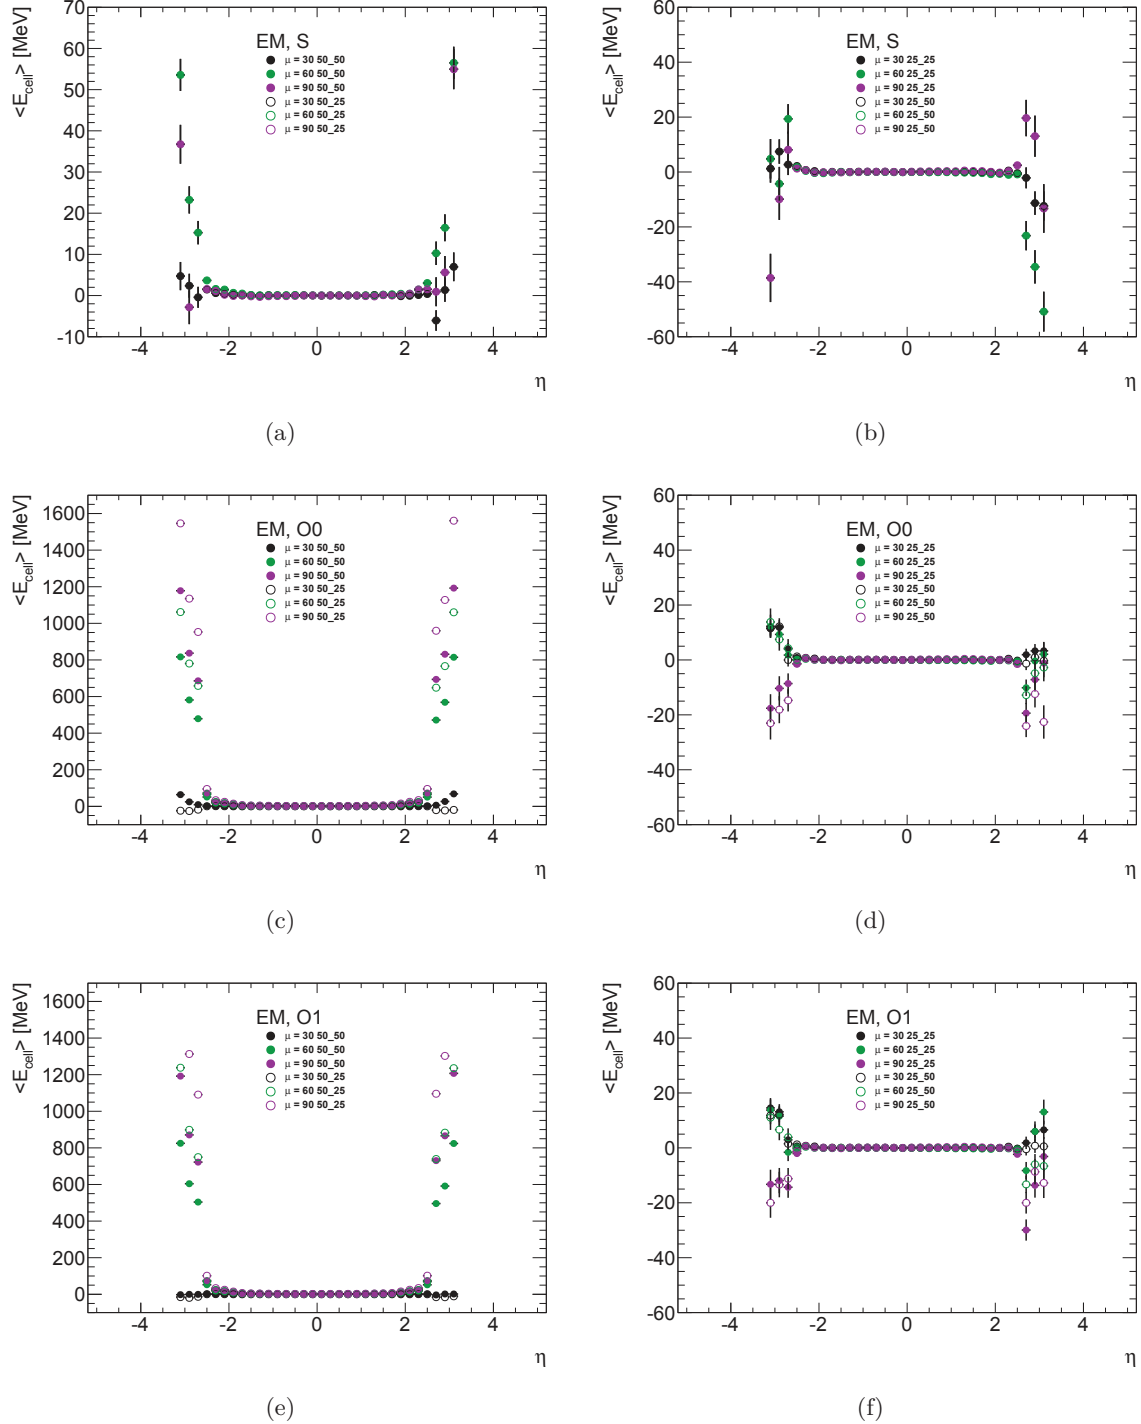 <E_cell> [MeV]
70
60
50
40
30
20
10
0
-10
EM, S
μ = 30 50_50
μ = 60 50_50
μ = 90 50_50
μ = 30 50_25
μ = 60 50_25
μ = 90 50_25
-4 -2 0 2 4
η
(a)
<E_cell> [MeV]
60
40
20
0
-20
-40
-60
EM, S
μ = 30 25_25
μ = 60 25_25
μ = 90 25_25
μ = 30 25_50
μ = 60 25_50
μ = 90 25_50
-4 -2 0 2 4
η
(b)
<E_cell> [MeV]
1600
1400
1200
1000
800
600
400
200
0
EM, O0
μ = 30 50_50
μ = 60 50_50
μ = 90 50_50
μ = 30 50_25
μ = 60 50_25
μ = 90 50_25
-4 -2 0 2 4
η
(c)
<E_cell> [MeV]
60
40
20
0
-20
-40
-60
EM, O0
μ = 30 25_25
μ = 60 25_25
μ = 90 25_25
μ = 30 25_50
μ = 60 25_50
μ = 90 25_50
-4 -2 0 2 4
η
(d)
<E_cell> [MeV]
1600
1400
1200
1000
800
600
400
200
0
EM, O1
μ = 30 50_50
μ = 60 50_50
μ = 90 50_50
μ = 30 50_25
μ = 60 50_25
μ = 90 50_25
-4 -2 0 2 4
η
(e)
<E_cell> [MeV]
60
40
20
0
-20
-40
-60
EM, O1
μ = 30 25_25
μ = 60 25_25
μ = 90 25_25
μ = 30 25_50
μ = 60 25_50
μ = 90 25_50
-4 -2 0 2 4
η
(f)